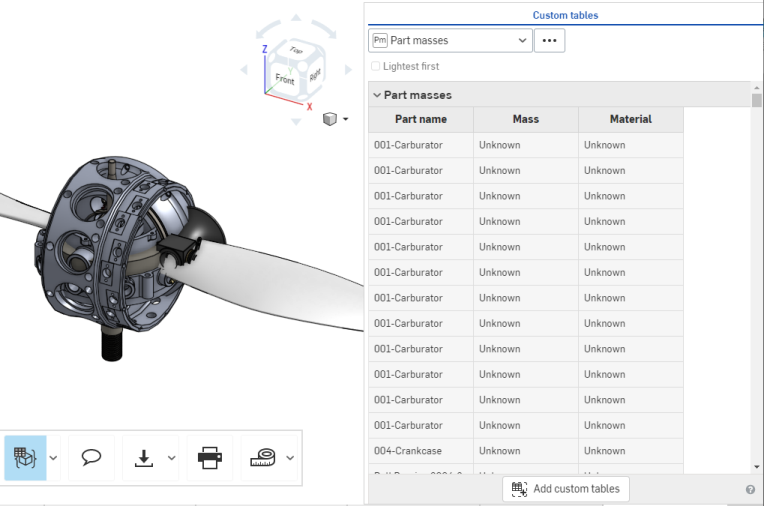 Custom tables
Pm Part masses
Lightest first
Part masses
Part name Mass Material
001-Carburator Unknown Unknown
001-Carburator Unknown Unknown
001-Carburator Unknown Unknown
001-Carburator Unknown Unknown
001-Carburator Unknown Unknown
001-Carburator Unknown Unknown
001-Carburator Unknown Unknown
001-Carburator Unknown Unknown
001-Carburator Unknown Unknown
001-Carburator Unknown Unknown
001-Carburator Unknown Unknown
001-Carburator Unknown Unknown
004-Crankcase Unknown Unknown
Add custom tables
Z
Top
Y
Front
Right
X